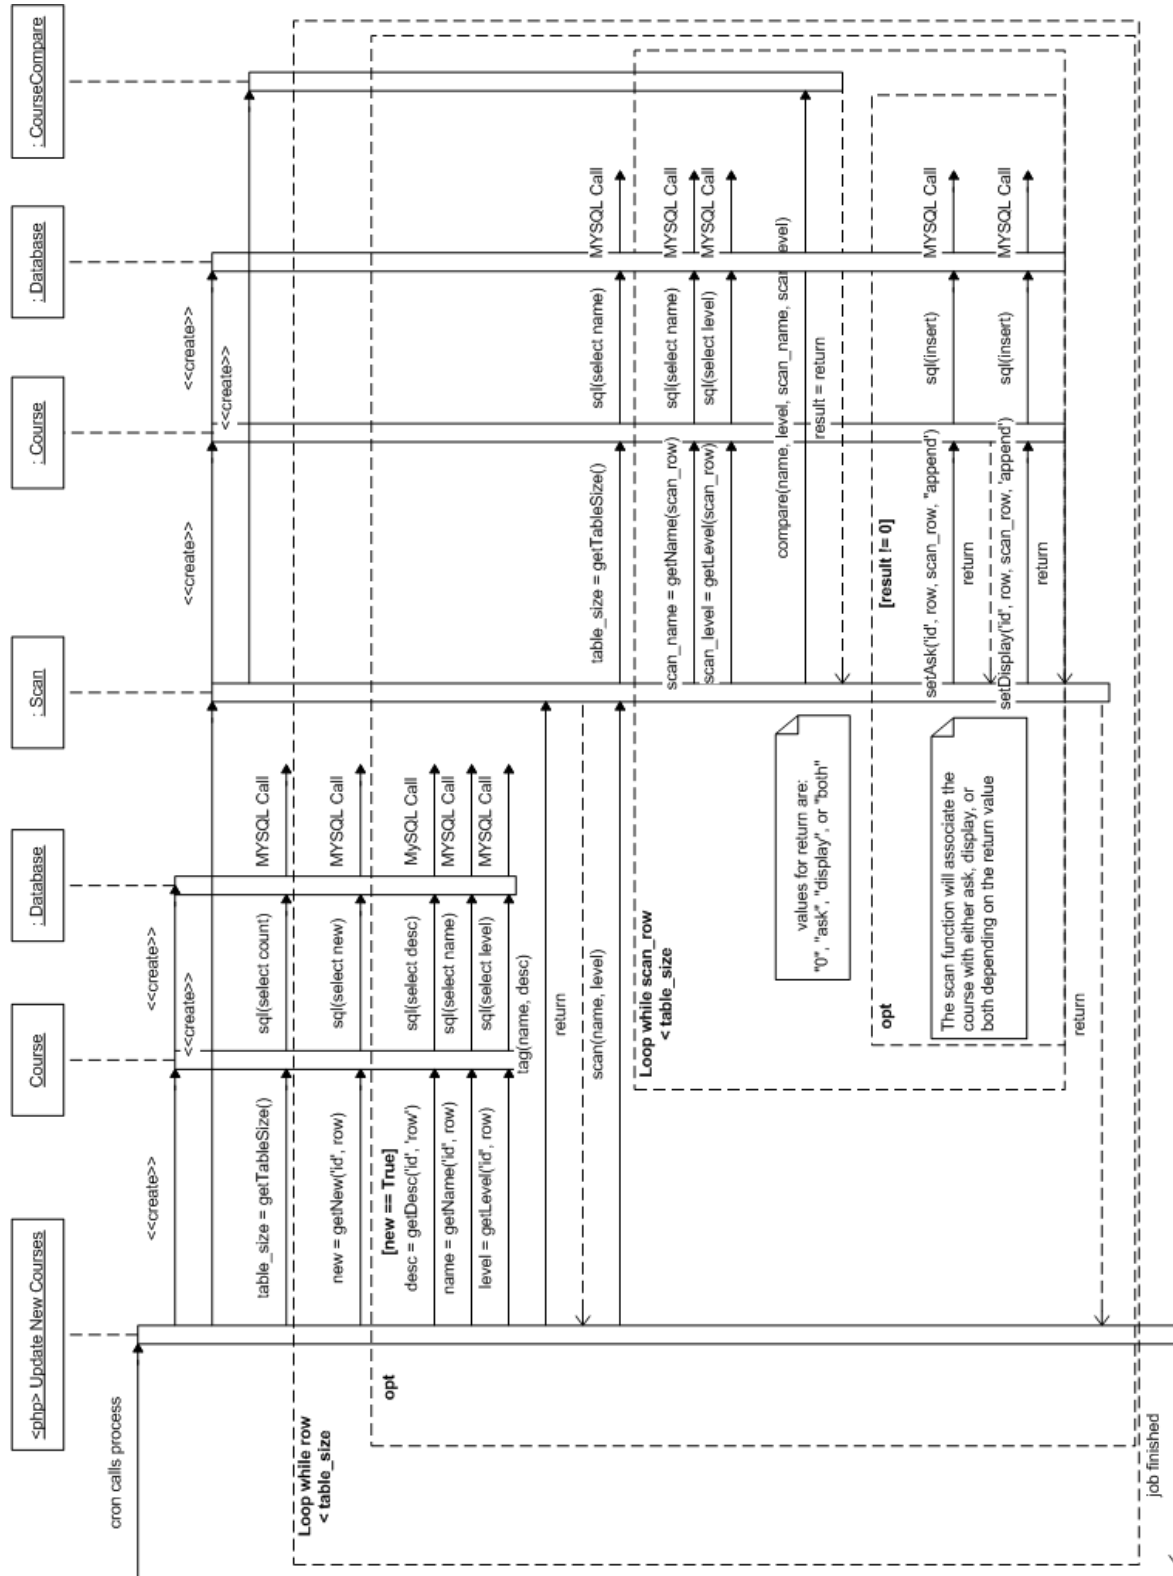 <php> Update New Courses
Course
: Database
: Scan
: Course
: Database
: CourseCompare
cron calls process
<<create>>
<<create>>
<<create>>
<<create>>
<<create>>
<<create>>
Loop while row
< table_size
table_size = getTableSize()
sql(select count)
MYSQL Call
new = getNew('id', row)
sql(select new)
MYSQL Call
opt
[new == True]
desc = getDesc('id', 'row')
sql(select desc)
MySQL Call
name = getName('id', row)
sql(select name)
MYSQL Call
level = getLevel('id', row)
sql(select level)
MYSQL Call
tag(name, desc)
return
scan(name, level)
table_size = getTableSize()
sql(select name)
MYSQL Call
Loop while scan_row
< table_size
scan_name = getName(scan_row)
sql(select name)
MYSQL Call
scan_level = getLevel(scan_row)
sql(select level)
MYSQL Call
compare(name, level, scan_name, scan_level)
result = return
values for return are:
"0", "ask", "display", or "both"
opt
[result != 0]
setAsk('id', row, scan_row, "append')
sql(insert)
MYSQL Call
return
setDisplay('id', row, scan_row, 'append')
sql(insert)
MYSQL Call
return
The scan function will associate the
course with either ask, display, or
both depending on the return value
return
job finished